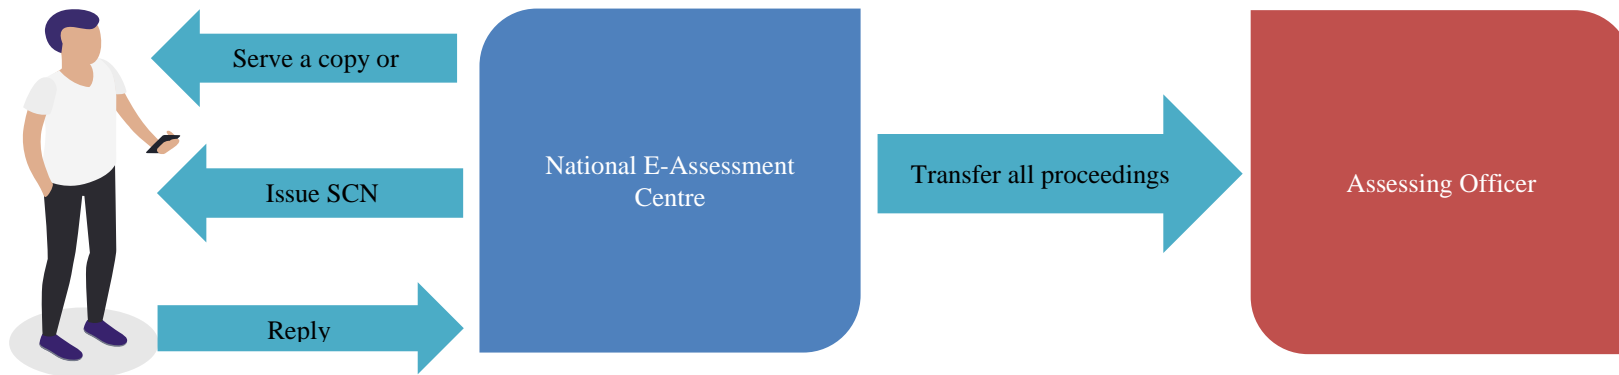 Serve a copy or
Issue SCN
Reply
National E-Assessment
Centre
Transfer all proceedings
Assessing Officer